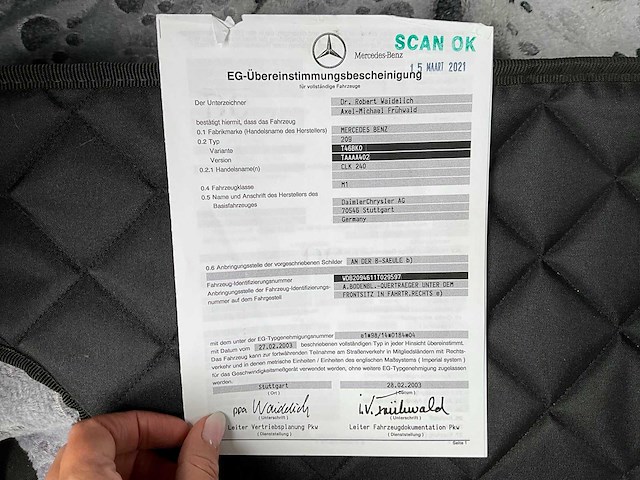 SCAN OK
Mercedes-Benz
15 MAART 2021
EG-Übereinstimmungsbescheinigung
für vollständige Fahrzeuge
Der Unterzeichner Dr. Robert Waidelich
Axel-Michael Frühwald
bestätigt hiermit, dass das Fahrzeug
0.1 Fabrikmarke (Handelsname des Herstellers) MERCEDES BENZ
0.2 Typ 209
Variante T46BK0
Version TAAAA402
0.2.1 Handelsname(n) CLK 240
0.4 Fahrzeugklasse M1
0.5 Name und Anschrift des Herstellers des DaimlerChrysler AG
Basisfahrzeuges 70546 Stuttgart
Germany
0.6 Anbringungsstelle der vorgeschriebenen Schilder AN DER B-SAEULE b)
Fahrzeug-Identifizierungsnummer WDB2094611T029597
Anbringungsstelle der Fahrzeug-Identifizierungs- A.BODENBL.-QUERTRAEGER UNTER DEM
nummer auf dem Fahrgestell FRONTSITZ IN FAHRTR.RECHTS e)
mit dem unter der EG-Typgenehmigungsnummer e1*98/14*0184*04
mit Datum vom 27.02.2003 beschriebenen vollständigen Typ in jeder Hinsicht übereinstimmt.
Das Fahrzeug kann zur fortwährenden Teilnahme am Straßenverkehr in Mitgliedsländern mit Rechts-
verkehr und in denen metrische Einheiten / Einheiten des englischen Maßsystems ( Imperial system )
für das Geschwindigkeitsmeßgerät verwendet werden, ohne weitere EG-Typgenehmigung zugelassen
werden:
Stuttgart 28.02.2003
( Ort ) ( Datum )
ppa Waidelich i.V. Frühwald
( Unterschrift ) ( Unterschrift )
Leiter Vertriebsplanung Pkw Leiter Fahrzeugdokumentation Pkw
( Dienststellung ) ( Dienststellung )
Seite 1